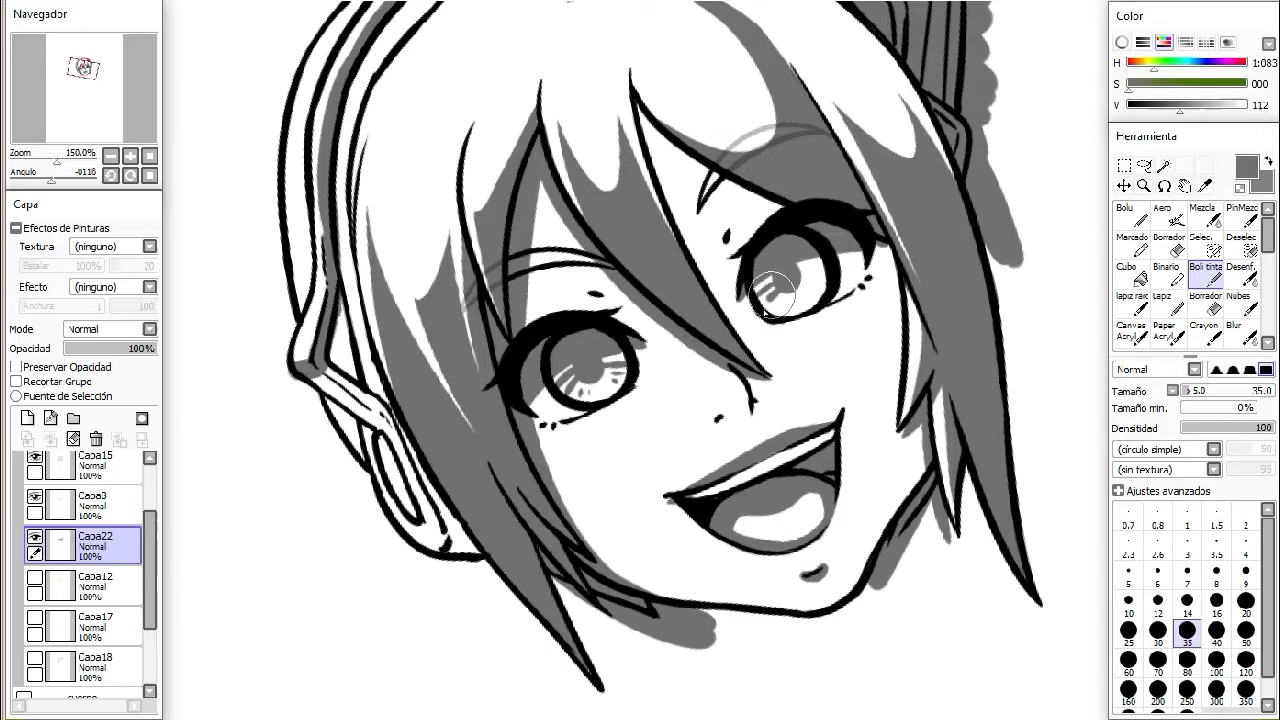 Navegador
Zoom 150.0%
Angulo -0116
Capa
Efectos de Pinturas
Textura (ninguno)
Escalar 100% 20
Efecto (ninguno)
Anchura 1 100
Mode Normal
Opacidad 100%
Preservar Opacidad
Recortar Grupo
Fuente de Selección
Capa15
Normal
100%
Capa3
Normal
100%
Capa22
Normal
100%
Capa12
Normal
100%
Capa17
Normal
100%
Capa18
Normal
100%
Color
H 1:083
S 000
V 112
Herramienta
Bolu Aero Mezcla PinMezc
Marcado Borrador Selec
Cubo Binario Boli tinta Desenf.
lapiz raic Lapiz Borrador Nubes
Canvas Paper Crayon Blur
Acryl Acryl
Normal
Tamaño x 5.0 35.0
Tamaño min. 0%
Densitidad 100
(círculo simple) 50
(sin textura) 95
Ajustes avanzados
0.7 0.8 1 1.5 2
2.3 2.6 3 3.5 4
5 6 7 8 9
10 12 14 16 20
25 30 35 40 50
60 70 80 100 120
160 200 250 300 350